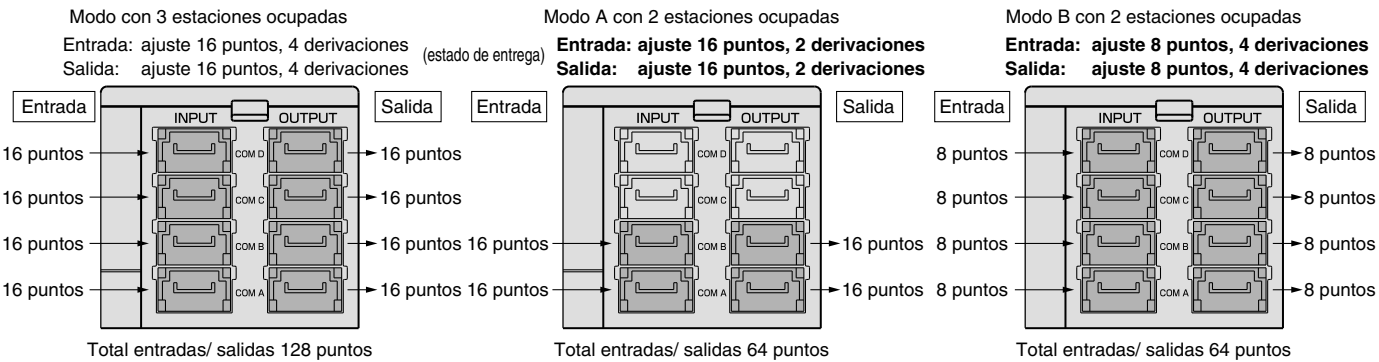 Modo con 3 estaciones ocupadas
Entrada: ajuste 16 puntos, 4 derivaciones
Salida: ajuste 16 puntos, 4 derivaciones
Entrada
Salida
INPUT
OUTPUT
16 puntos
COM D
16 puntos
16 puntos
COM C
16 puntos
16 puntos
COM B
16 puntos
16 puntos
COM A
16 puntos
Total entradas/ salidas 128 puntos
Modo A con 2 estaciones ocupadas
(estado de entrega)
Entrada: ajuste 16 puntos, 2 derivaciones
Salida: ajuste 16 puntos, 2 derivaciones
Entrada
Salida
INPUT
OUTPUT
COM D
COM C
16 puntos
COM B
16 puntos
16 puntos
COM A
16 puntos
Total entradas/ salidas 64 puntos
Modo B con 2 estaciones ocupadas
Entrada: ajuste 8 puntos, 4 derivaciones
Salida: ajuste 8 puntos, 4 derivaciones
Entrada
Salida
INPUT
OUTPUT
8 puntos
COM D
8 puntos
8 puntos
COM C
8 puntos
8 puntos
COM B
8 puntos
8 puntos
COM A
8 puntos
Total entradas/ salidas 64 puntos